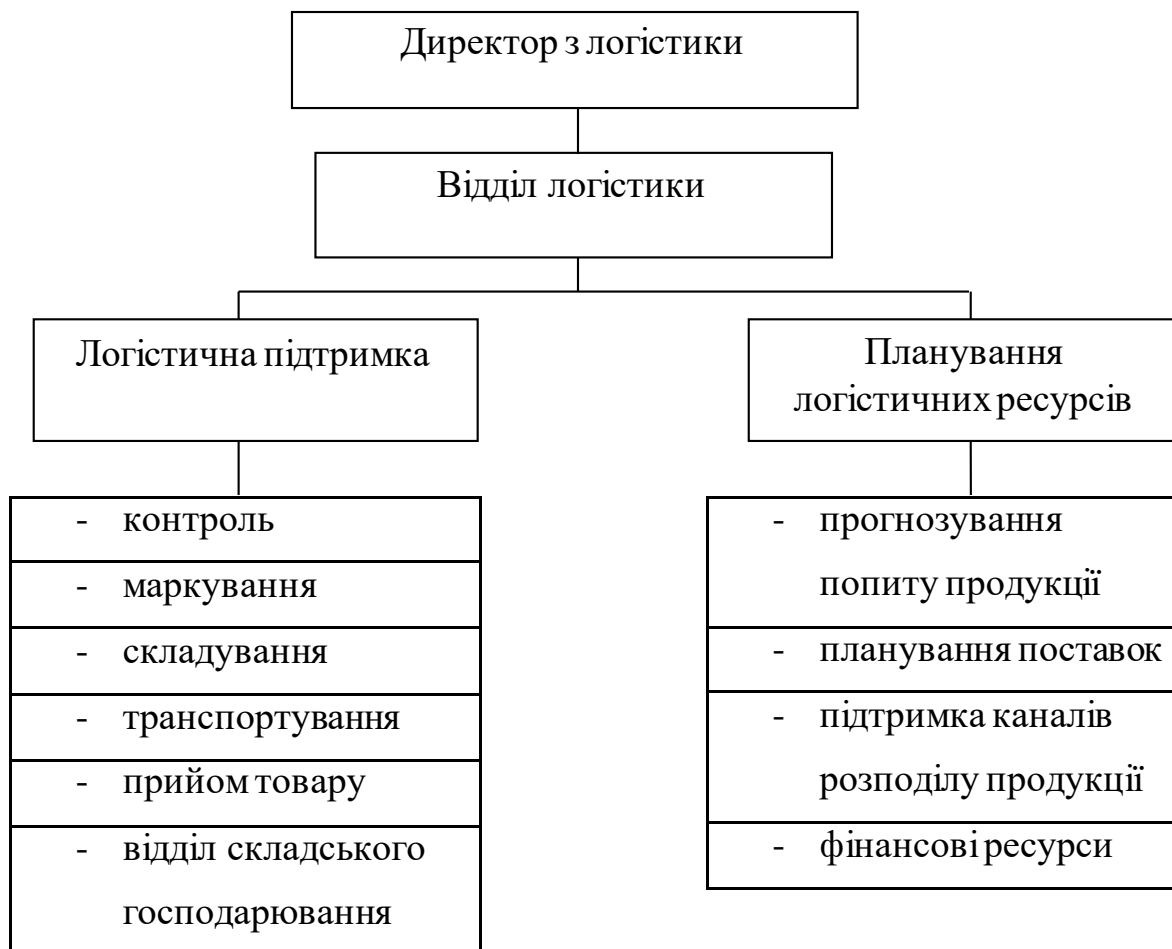 Директор з логістики
Відділ логістики
Логістична підтримка
Планування
логістичних ресурсів
- контроль
- маркування
- складування
- транспортування
- прийом товару
- відділ складського
господарювання
- прогнозування
попиту продукції
- планування поставок
- підтримка каналів
розподілу продукції
- фінансові ресурси